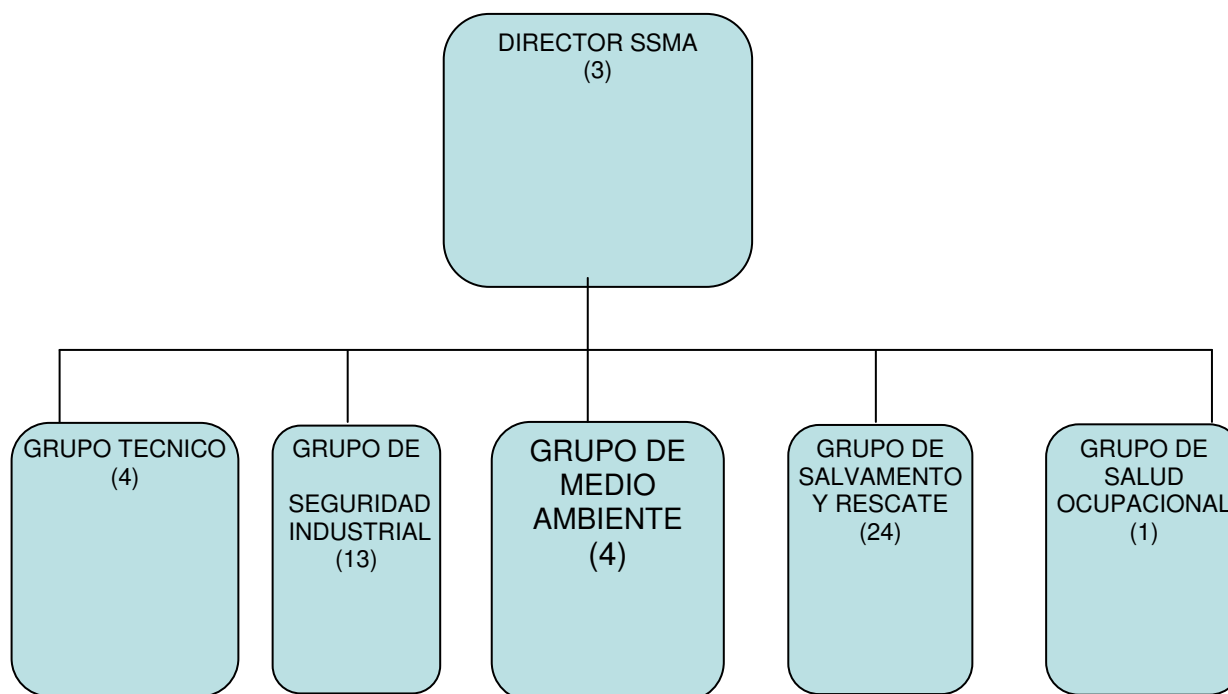 DIRECTOR SSMA
(3)
GRUPO TECNICO
(4)
GRUPO DE
SEGURIDAD
INDUSTRIAL
(13)
GRUPO DE
MEDIO
AMBIENTE
(4)
GRUPO DE
SALVAMENTO
Y RESCATE
(24)
GRUPO DE
SALUD
OCUPACIONAL
(1)